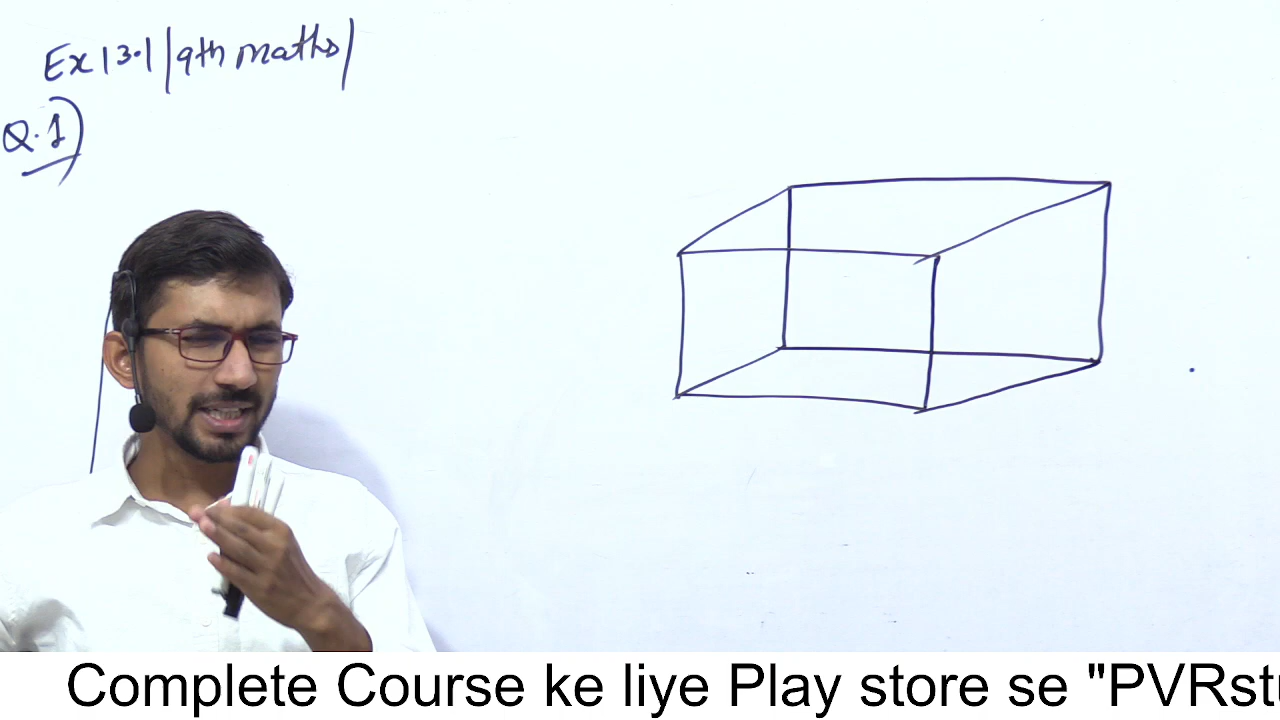 Ex 13.1 | 9th maths |
Q.1)
Complete Course ke liye Play store se "PVRstu